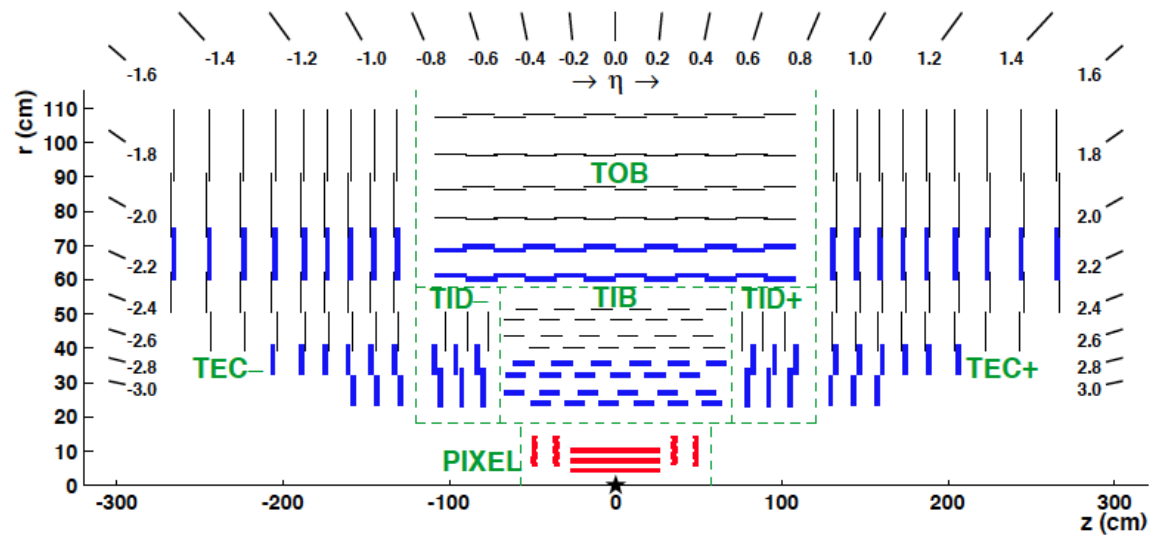 -1.4 -1.2 -1.0 -0.8 -0.6 -0.4 -0.2 0.0 0.2 0.4 0.6 0.8 1.0 1.2 1.4
-1.6 → η → 1.6
r (cm)
110
100
-1.8 1.8
90
TOB
80
-2.0 2.0
70
-2.2 2.2
60
TID– TIB TID+
-2.4 2.4
50
-2.6 2.6
40
TEC– -2.8 2.8 TEC+
30
-3.0 3.0
20
10
PIXEL
0
-300 -200 -100 0 100 200 300
z (cm)